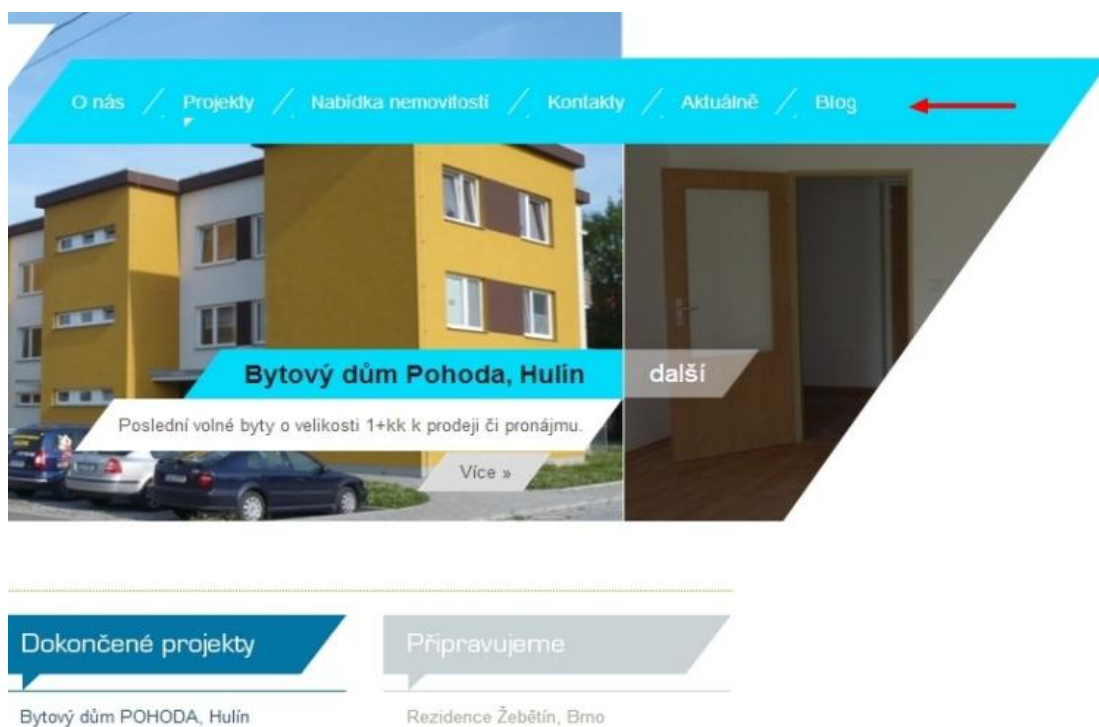 O nás / Projekty / Nabídka nemovitostí / Kontakty / Aktuálně / Blog
Bytový dům Pohoda, Hulín
další
Poslední volné byty o velikosti 1+kk k prodeji či pronájmu.
Více »
Dokončené projekty
Připravujeme
Bytový dům POHODA, Hulín
Rezidence Žebětín, Brno